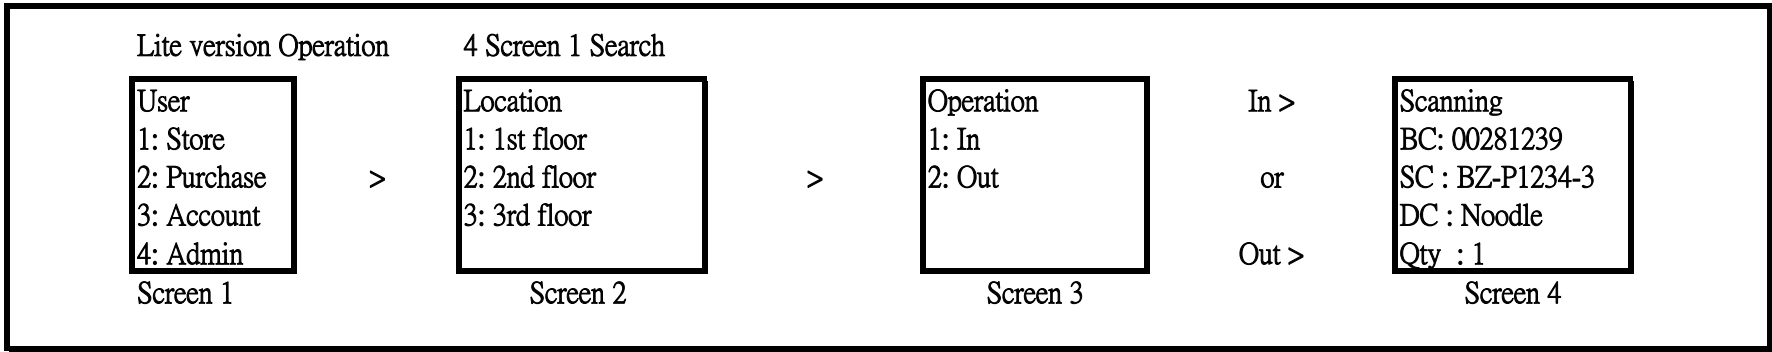 Lite version Operation 4 Screen 1 Search
User
1: Store
2: Purchase
3: Account
4: Admin
Screen 1
>
Location
1: 1st floor
2: 2nd floor
3: 3rd floor
Screen 2
>
Operation
1: In
2: Out
Screen 3
In >
or
Out >
Scanning
BC: 00281239
SC : BZ-P1234-3
DC : Noodle
Qty : 1
Screen 4